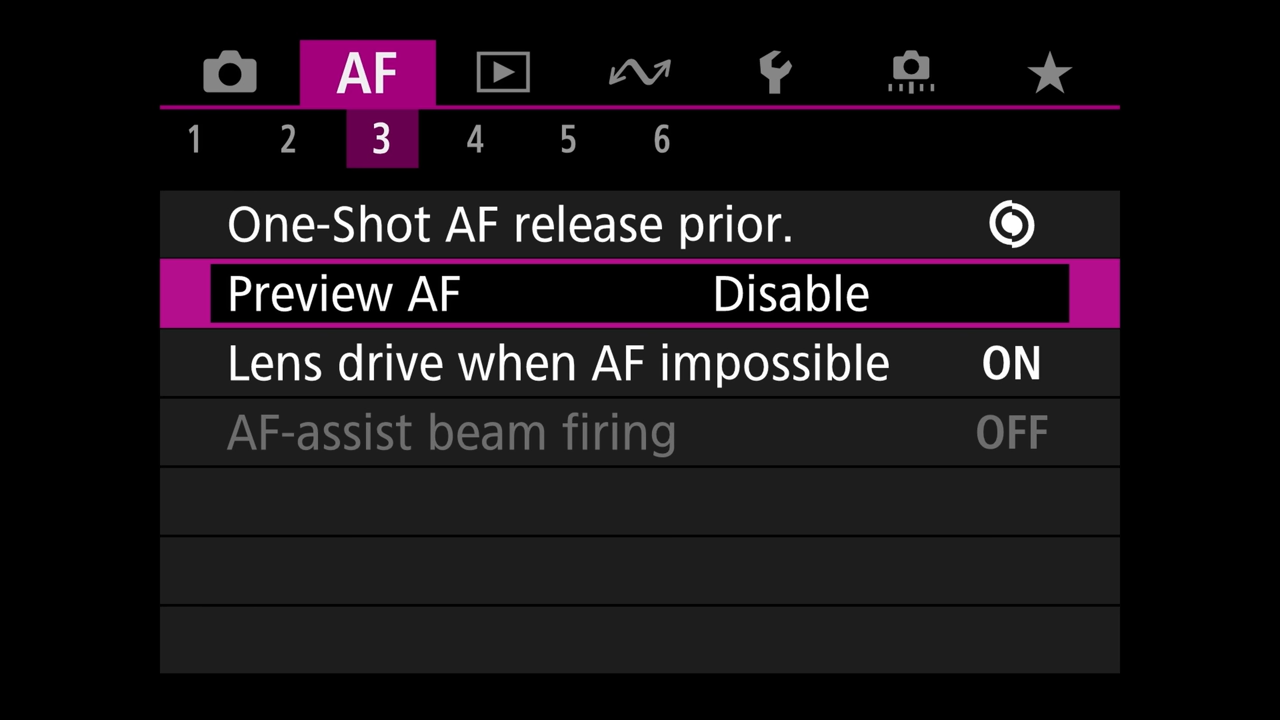 AF
1 2 3 4 5 6
One-Shot AF release prior.
Preview AF Disable
Lens drive when AF impossible ON
AF-assist beam firing OFF